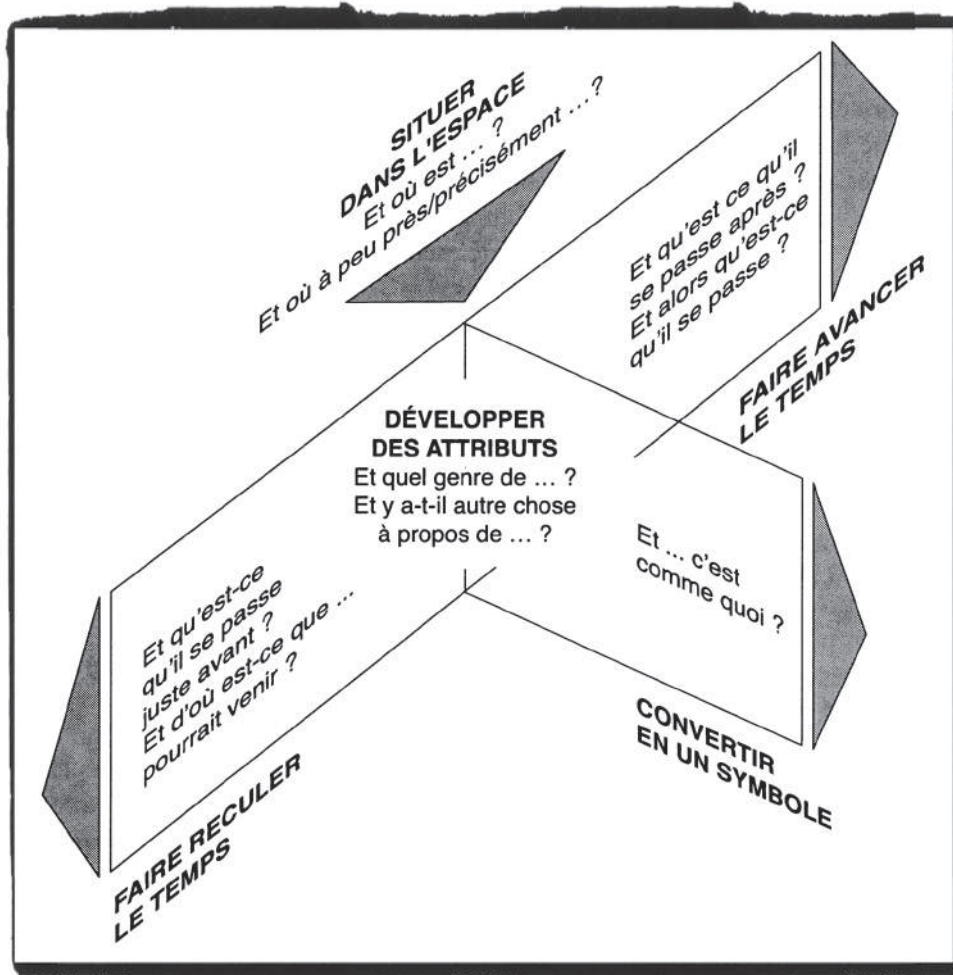 SITUER
DANS L'ESPACE
Et où est ... ?
Et où à peu près/précisément ... ?
Et qu'est ce qu'il
se passe après ?
Et alors qu'est-ce
qu'il se passe ?
FAIRE AVANCER
LE TEMPS
DÉVELOPPER
DES ATTRIBUTS
Et quel genre de ... ?
Et y a-t-il autre chose
à propos de ... ?
Et ... c'est
comme quoi ?
CONVERTIR
EN UN SYMBOLE
Et qu'est-ce
qu'il se passe
juste avant ?
Et d'où est-ce que ...
pourrait venir ?
FAIRE RECULER
LE TEMPS